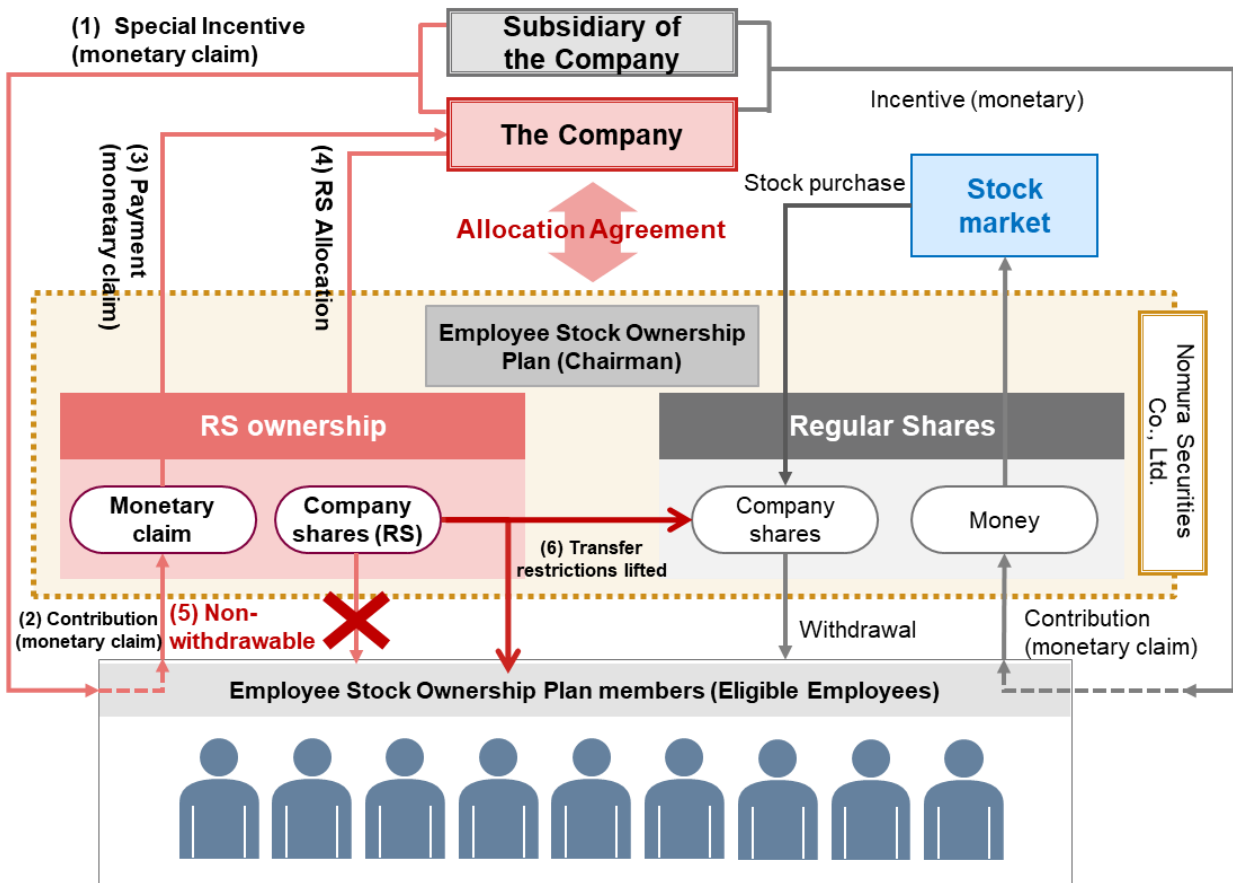 (1) Special Incentive
(monetary claim)
Subsidiary of
the Company
The Company
Incentive (monetary)
(3) Payment
(monetary claim)
(4) RS Allocation
Allocation Agreement
Stock purchase
Stock
market
Employee Stock Ownership
Plan (Chairman)
Nomura Securities
Co., Ltd.
RS ownership
Regular Shares
Monetary
claim
Company
shares (RS)
Company
shares
Money
(6) Transfer
restrictions lifted
(2) Contribution
(monetary claim)
(5) Non-
withdrawable
Withdrawal
Contribution
(monetary claim)
Employee Stock Ownership Plan members (Eligible Employees)